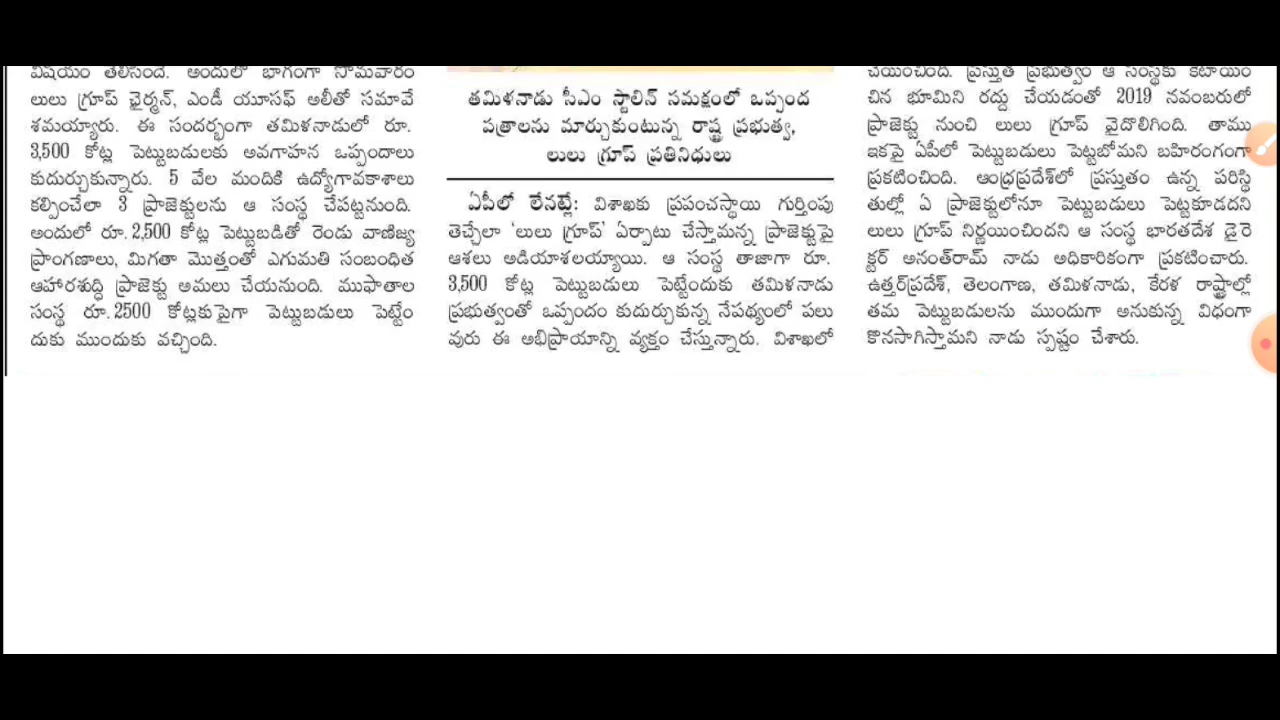 విషయం తెలిసిందే. అందులో భాగంగా సోమవారం
లులు గ్రూప్ ఛైర్మన్, ఎండీ యూసఫ్ అలీతో సమావే
శమయ్యారు. ఈ సందర్భంగా తమిళనాడులో రూ.
3,500 కోట్ల పెట్టుబడులకు అవగాహన ఒప్పందాలు
కుదుర్చుకున్నారు. 5 వేల మందికి ఉద్యోగావకాశాలు
కల్పించేలా 3 ప్రాజెక్టులను ఆ సంస్థ చేపట్టనుంది.
అందులో రూ.2,500 కోట్ల పెట్టుబడితో రెండు వాణిజ్య
ప్రాంగణాలు, మిగతా మొత్తంతో ఎగుమతి సంబంధిత
ఆహారశుద్ధి ప్రాజెక్టు అమలు చేయనుంది. ముఫాతాల
సంస్థ రూ.2500 కోట్లకుపైగా పెట్టుబడులు పెట్టేం
దుకు ముందుకు వచ్చింది.
తమిళనాడు సీఎం స్టాలిన్ సమక్షంలో ఒప్పంద
పత్రాలను మార్చుకుంటున్న రాష్ట్ర ప్రభుత్వ,
లులు గ్రూప్ ప్రతినిధులు
ఏపీలో లేనట్లే: విశాఖకు ప్రపంచస్థాయి గుర్తింపు
తెచ్చేలా ‘లులు గ్రూప్’ ఏర్పాటు చేస్తామన్న ప్రాజెక్టుపై
ఆశలు అడియాశలయ్యాయి. ఆ సంస్థ తాజాగా రూ.
3,500 కోట్ల పెట్టుబడులు పెట్టేందుకు తమిళనాడు
ప్రభుత్వంతో ఒప్పందం కుదుర్చుకున్న నేపథ్యంలో పలు
వురు ఈ అభిప్రాయాన్ని వ్యక్తం చేస్తున్నారు. విశాఖలో
చేయించింది. ప్రస్తుత ప్రభుత్వం ఆ సంస్థకు కేటాయిం
చిన భూమిని రద్దు చేయడంతో 2019 నవంబరులో
ప్రాజెక్టు నుంచి లులు గ్రూప్ వైదొలిగింది. తాము
ఇకపై ఏపీలో పెట్టుబడులు పెట్టబోమని బహిరంగంగా
ప్రకటించింది. ఆంధ్రప్రదేశ్‌లో ప్రస్తుతం ఉన్న పరిస్థి
తుల్లో ఏ ప్రాజెక్టులోనూ పెట్టుబడులు పెట్టకూడదని
లులు గ్రూప్ నిర్ణయించిందని ఆ సంస్థ భారతదేశ డైరె
క్టర్ అనంత్‌రామ్ నాడు అధికారికంగా ప్రకటించారు.
ఉత్తర్‌ప్రదేశ్, తెలంగాణ, తమిళనాడు, కేరళ రాష్ట్రాల్లో
తమ పెట్టుబడులను ముందుగా అనుకున్న విధంగా
కొనసాగిస్తామని నాడు స్పష్టం చేశారు.